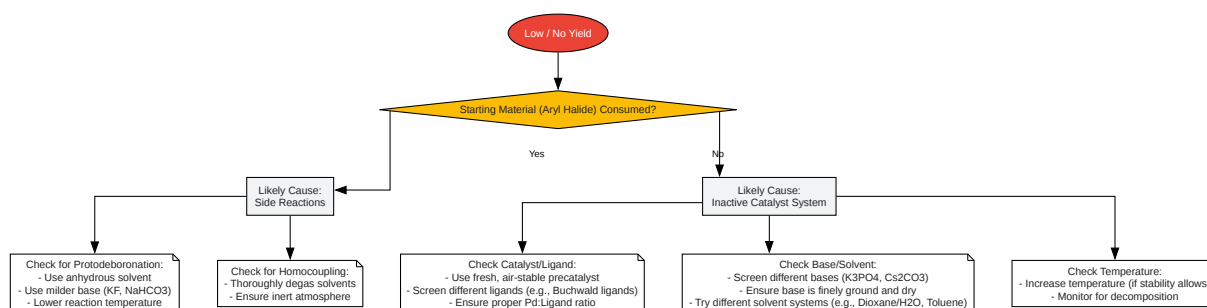 Low / No Yield
Starting Material (Aryl Halide) Consumed?
Yes
No
Likely Cause:
Side Reactions
Likely Cause:
Inactive Catalyst System
Check for Protodeboronation:
- Use anhydrous solvent
- Use milder base (KF, NaHCO3)
- Lower reaction temperature
Check for Homocoupling:
- Thoroughly degas solvents
- Ensure inert atmosphere
Check Catalyst/Ligand:
- Use fresh, air-stable precatalyst
- Screen different ligands (e.g., Buchwald ligands)
- Ensure proper Pd:Ligand ratio
Check Base/Solvent:
- Screen different bases (K3PO4, Cs2CO3)
- Ensure base is finely ground and dry
- Try different solvent systems (e.g., Dioxane/H2O, Toluene)
Check Temperature:
- Increase temperature (if stability allows
- Monitor for decomposition